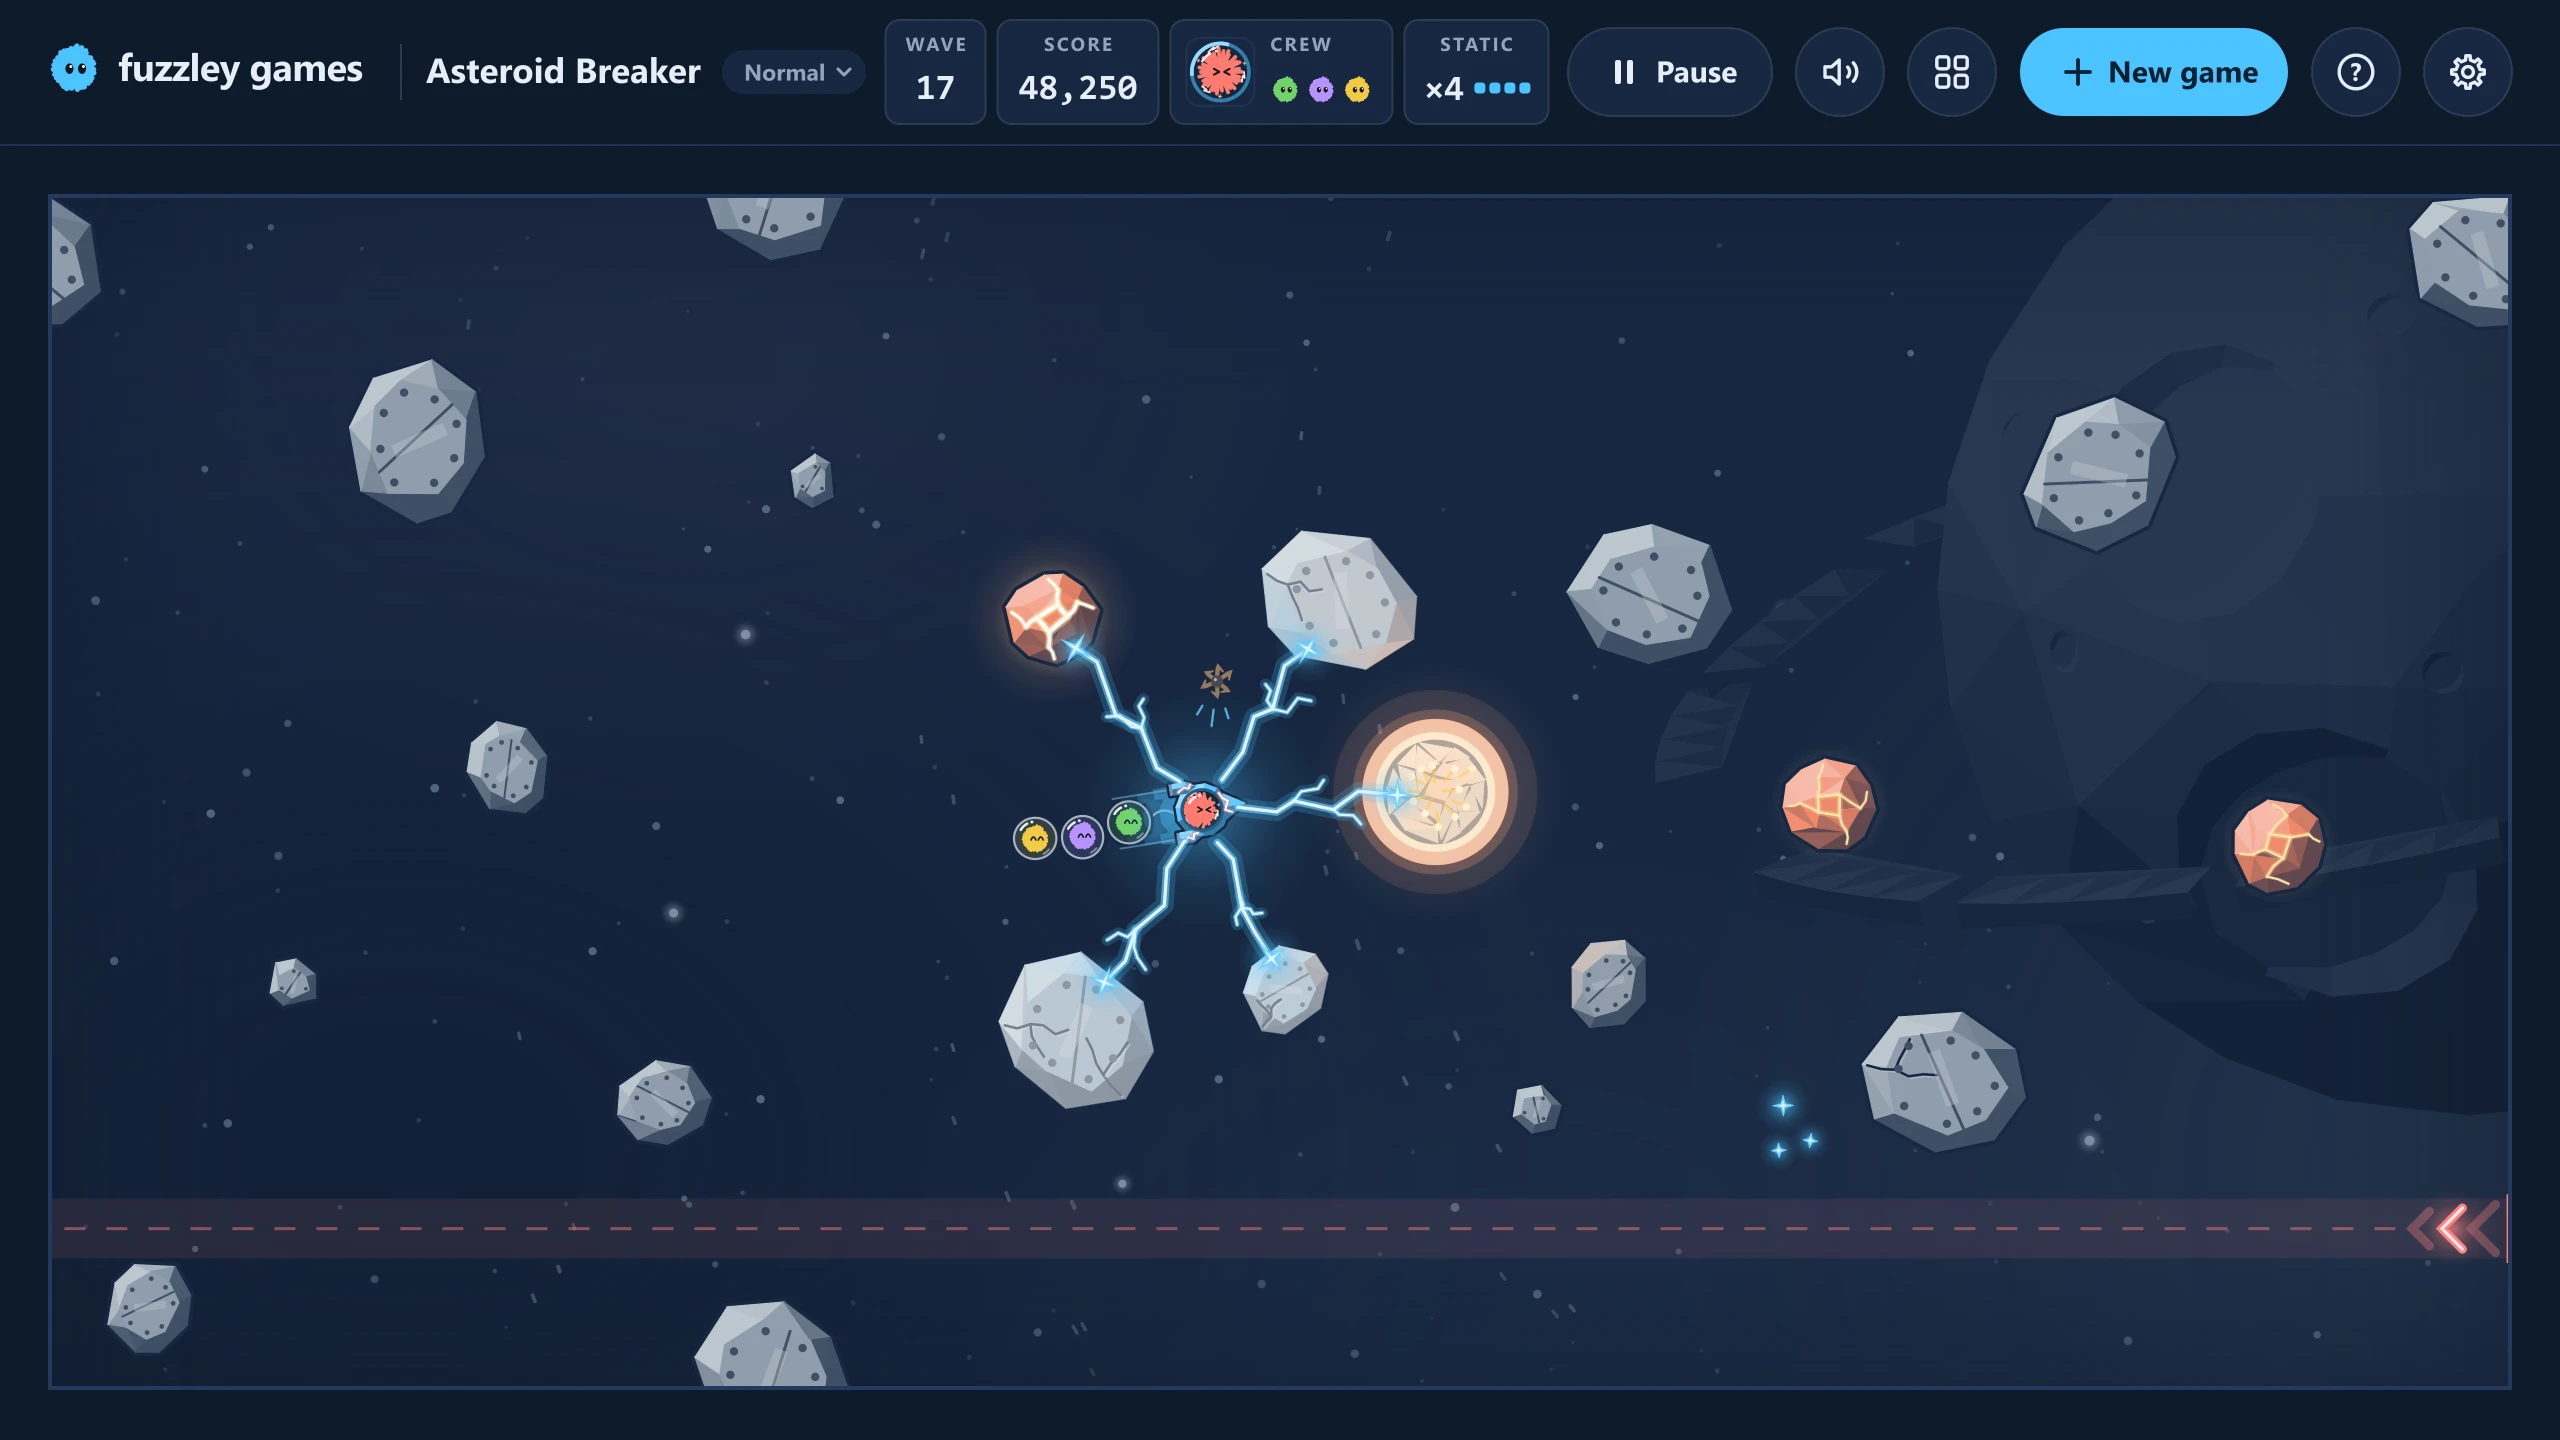 fuzzley games
Asteroid Breaker
Normal
WAVE
17
SCORE
48,250
CREW
STATIC
×4
Pause
New game
?